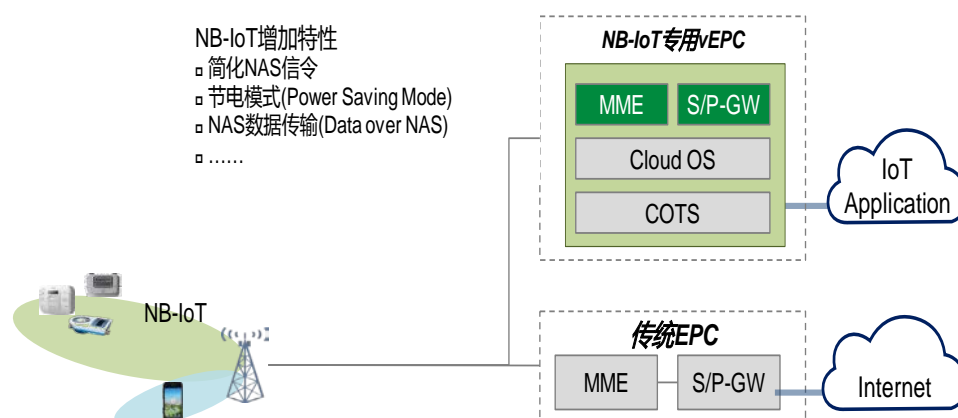 NB-IoT增加特性
简化NAS信令
节电模式(Power Saving Mode)
NAS数据传输(Data over NAS)
……
NB-IoT专用vEPC
MME
S/P-GW
Cloud OS
COTS
IoT
Application
NB-IoT
传统EPC
MME
S/P-GW
Internet